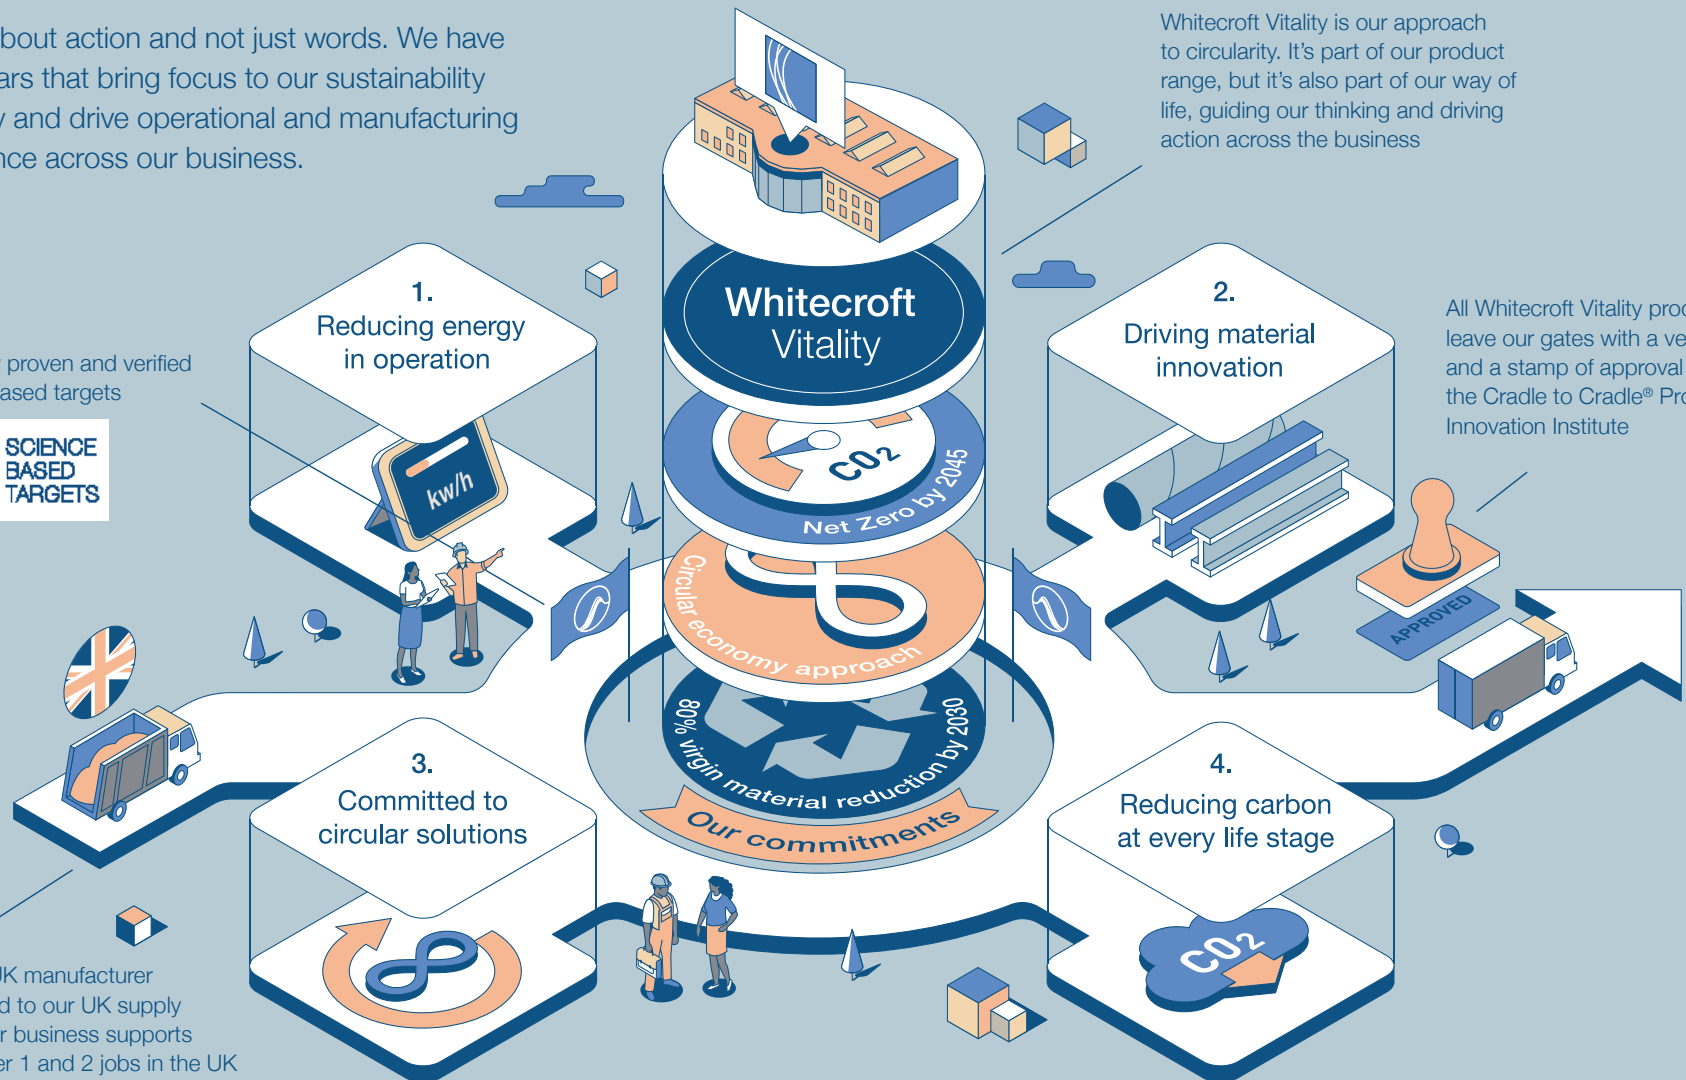 bout action and not just words. We have
ars that bring focus to our sustainability
y and drive operational and manufacturing
nce across our business.
Whitecroft Vitality is our approach
to circularity. It’s part of our product
range, but it’s also part of our way of
life, guiding our thinking and driving
action across the business
1.
Reducing energy
in operation
Whitecroft
Vitality
2.
Driving material
innovation
All Whitecroft Vitality proc
leave our gates with a ve
and a stamp of approval
the Cradle to Cradle® Pro
Innovation Institute
proven and verified
ased targets
SCIENCE
BASED
TARGETS
kw/h
CO₂
Net Zero by 2045
Circular economy approach
APPROVED
80% virgin material reduction by 2030
Our commitments
3.
Committed to
circular solutions
4.
Reducing carbon
at every life stage
CO₂
UK manufacturer
d to our UK supply
r business supports
er 1 and 2 jobs in the UK